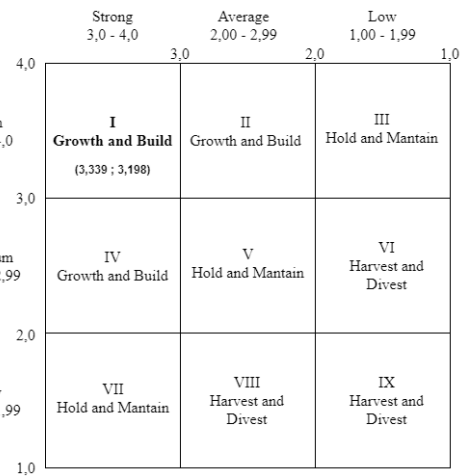 Strong
3,0 - 4,0
Average
2,00 - 2,99
Low
1,00 - 1,99
4,0
3,0
2,0
1,0
I
Growth and Build
(3,339 ; 3,198)
II
Growth and Build
III
Hold and Mantain
3,0
IV
Growth and Build
V
Hold and Mantain
VI
Harvest and
Divest
2,0
VII
Hold and Mantain
VIII
Harvest and
Divest
IX
Harvest and
Divest
1,0